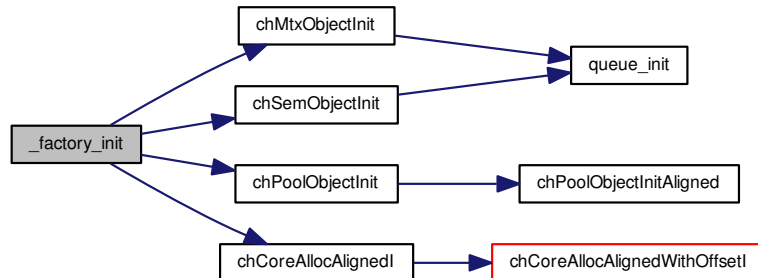 chMtxObjectInit
queue_init
chSemObjectInit
_factory_init
chPoolObjectInit
chPoolObjectInitAligned
chCoreAllocAlignedI
chCoreAllocAlignedWithOffsetI